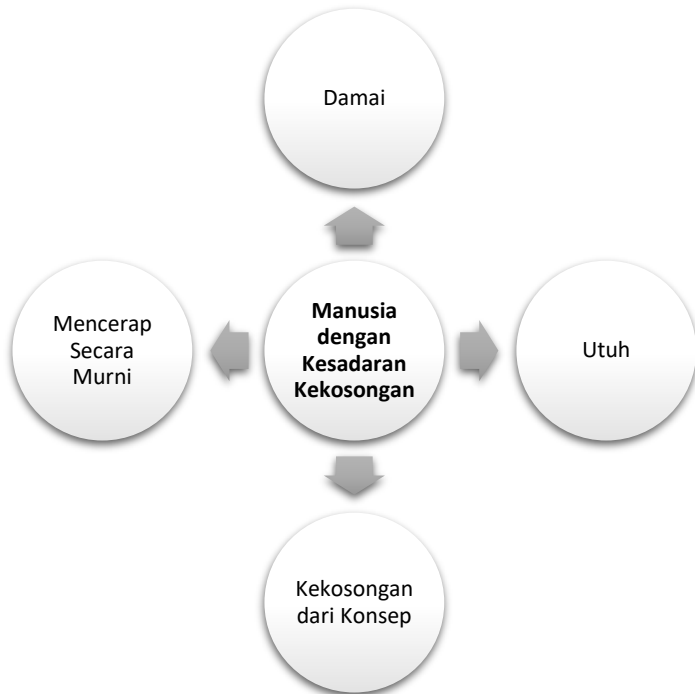 Damai
Mencerap
Secara
Murni
Manusia
dengan
Kesadaran
Kekosongan
Utuh
Kekosongan
dari Konsep